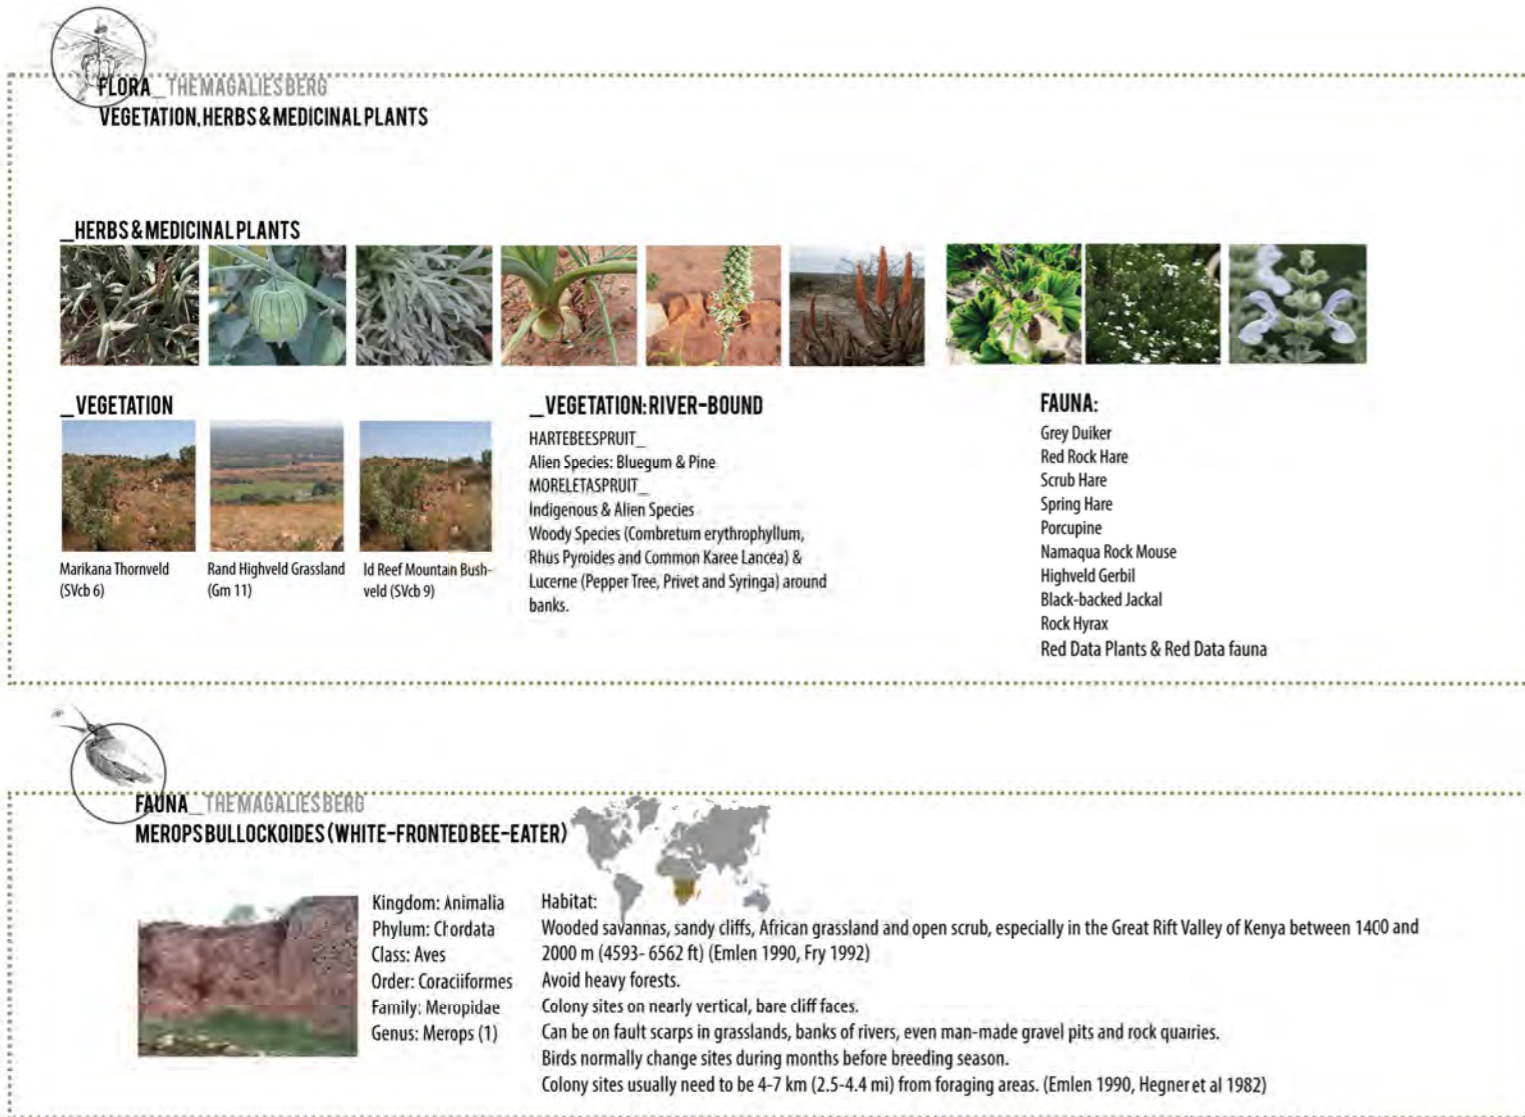 FLORA_THE MAGALIESBERG
VEGETATION, HERBS & MEDICINAL PLANTS
_HERBS & MEDICINAL PLANTS
_VEGETATION
Marikana Thornveld
(SVcb 6)
Rand Highveld Grassland
(Gm 11)
ld Reef Mountain Bush-
veld (SVcb 9)
_VEGETATION: RIVER-BOUND
HARTEBEESPRUIT_
Alien Species: Bluegum & Pine
MORELETASPRUIT_
Indigenous & Alien Species
Woody Species (Combretum erythrophyllum,
Rhus Pyroides and Common Karee Lancea) &
Lucerne (Pepper Tree, Privet and Syringa) around
banks.
FAUNA:
Grey Duiker
Red Rock Hare
Scrub Hare
Spring Hare
Porcupine
Namaqua Rock Mouse
Highveld Gerbil
Black-backed Jackal
Rock Hyrax
Red Data Plants & Red Data fauna
FAUNA_THE MAGALIESBERG
MEROPS BULLOCKOIDES (WHITE-FRONTED BEE-EATER)
Kingdom: Animalia
Phylum: Chordata
Class: Aves
Order: Coraciiformes
Family: Meropidae
Genus: Merops (1)
Habitat:
Wooded savannas, sandy cliffs, African grassland and open scrub, especially in the Great Rift Valley of Kenya between 1400 and
2000 m (4593- 6562 ft) (Emlen 1990, Fry 1992)
Avoid heavy forests.
Colony sites on nearly vertical, bare cliff faces.
Can be on fault scarps in grasslands, banks of rivers, even man-made gravel pits and rock quarries.
Birds normally change sites during months before breeding season.
Colony sites usually need to be 4-7 km (2.5-4.4 mi) from foraging areas. (Emlen 1990, Hegner et al 1982)